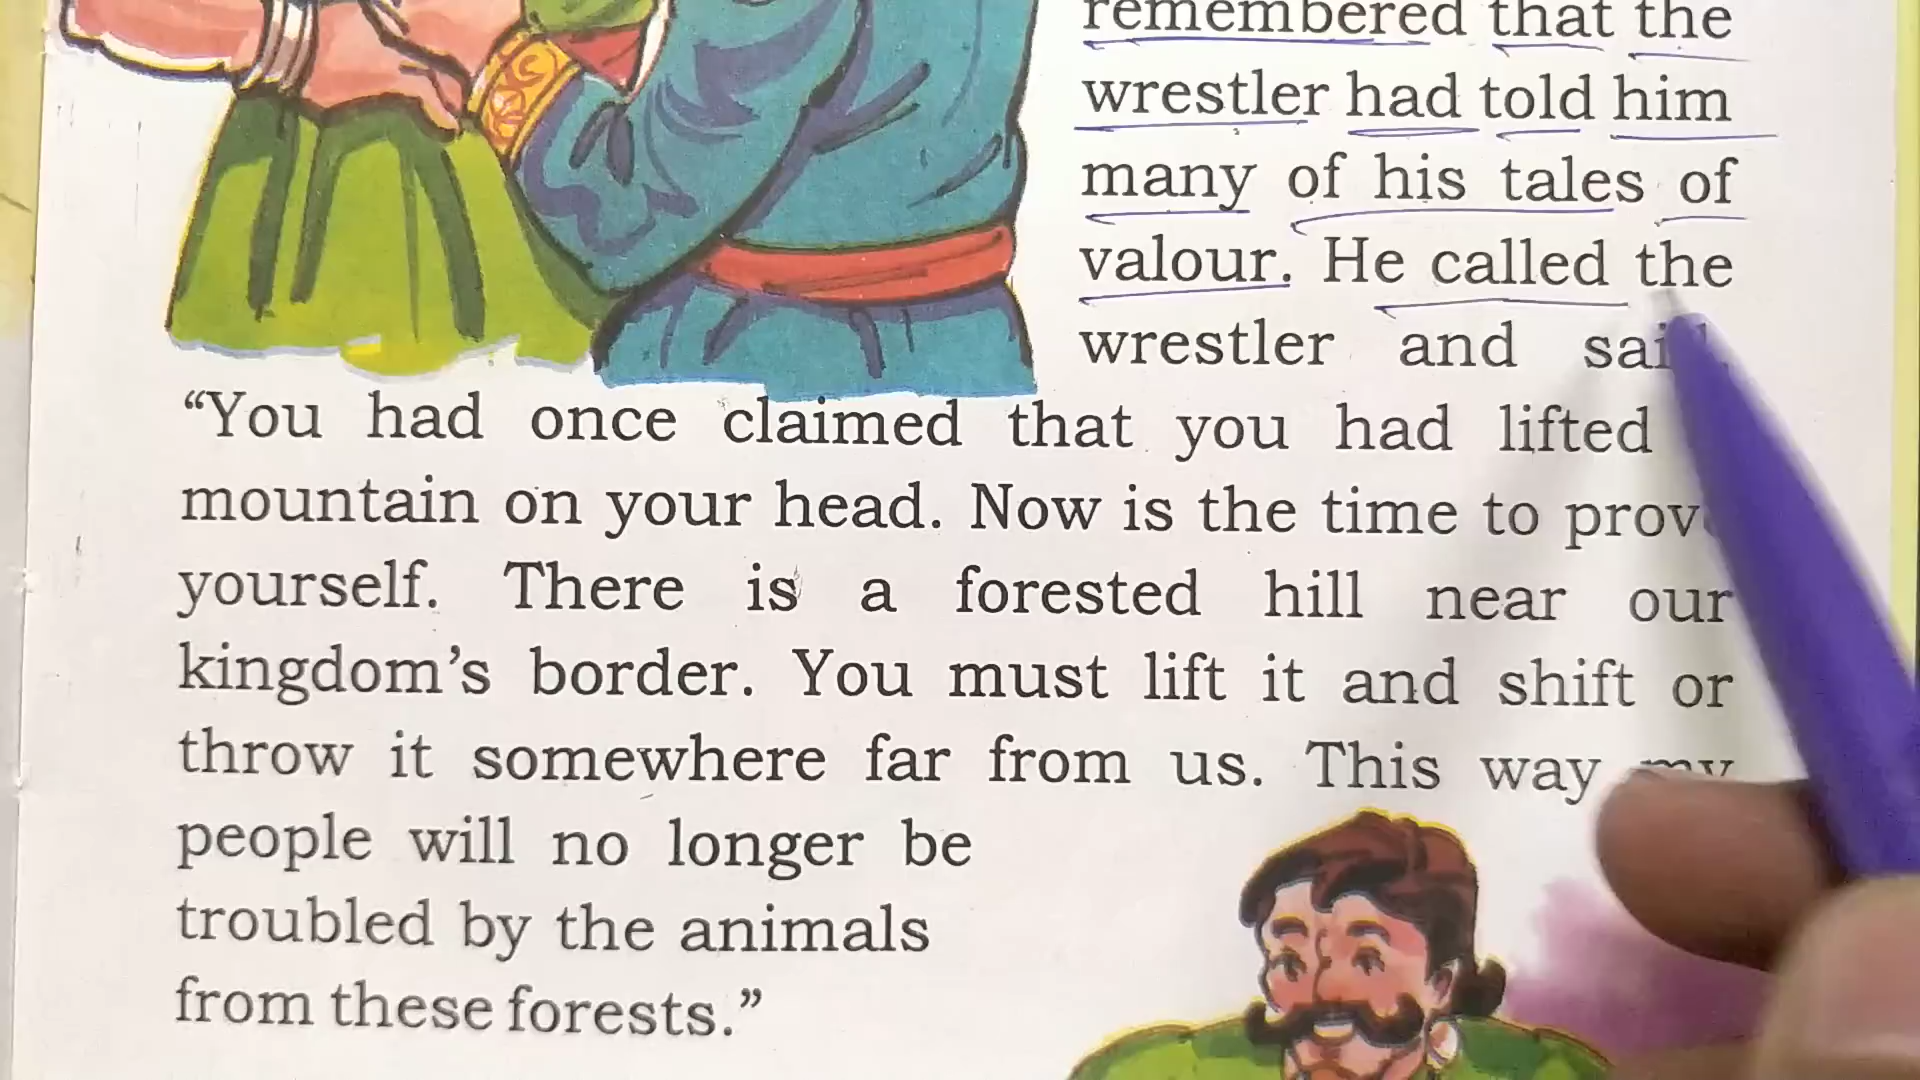 remembered that the
wrestler had told him
many of his tales of
valour. He called the
wrestler and said,
“You had once claimed that you had lifted
mountain on your head. Now is the time to prove
yourself. There is a forested hill near our
kingdom’s border. You must lift it and shift or
throw it somewhere far from us. This way my
people will no longer be
troubled by the animals
from these forests.”